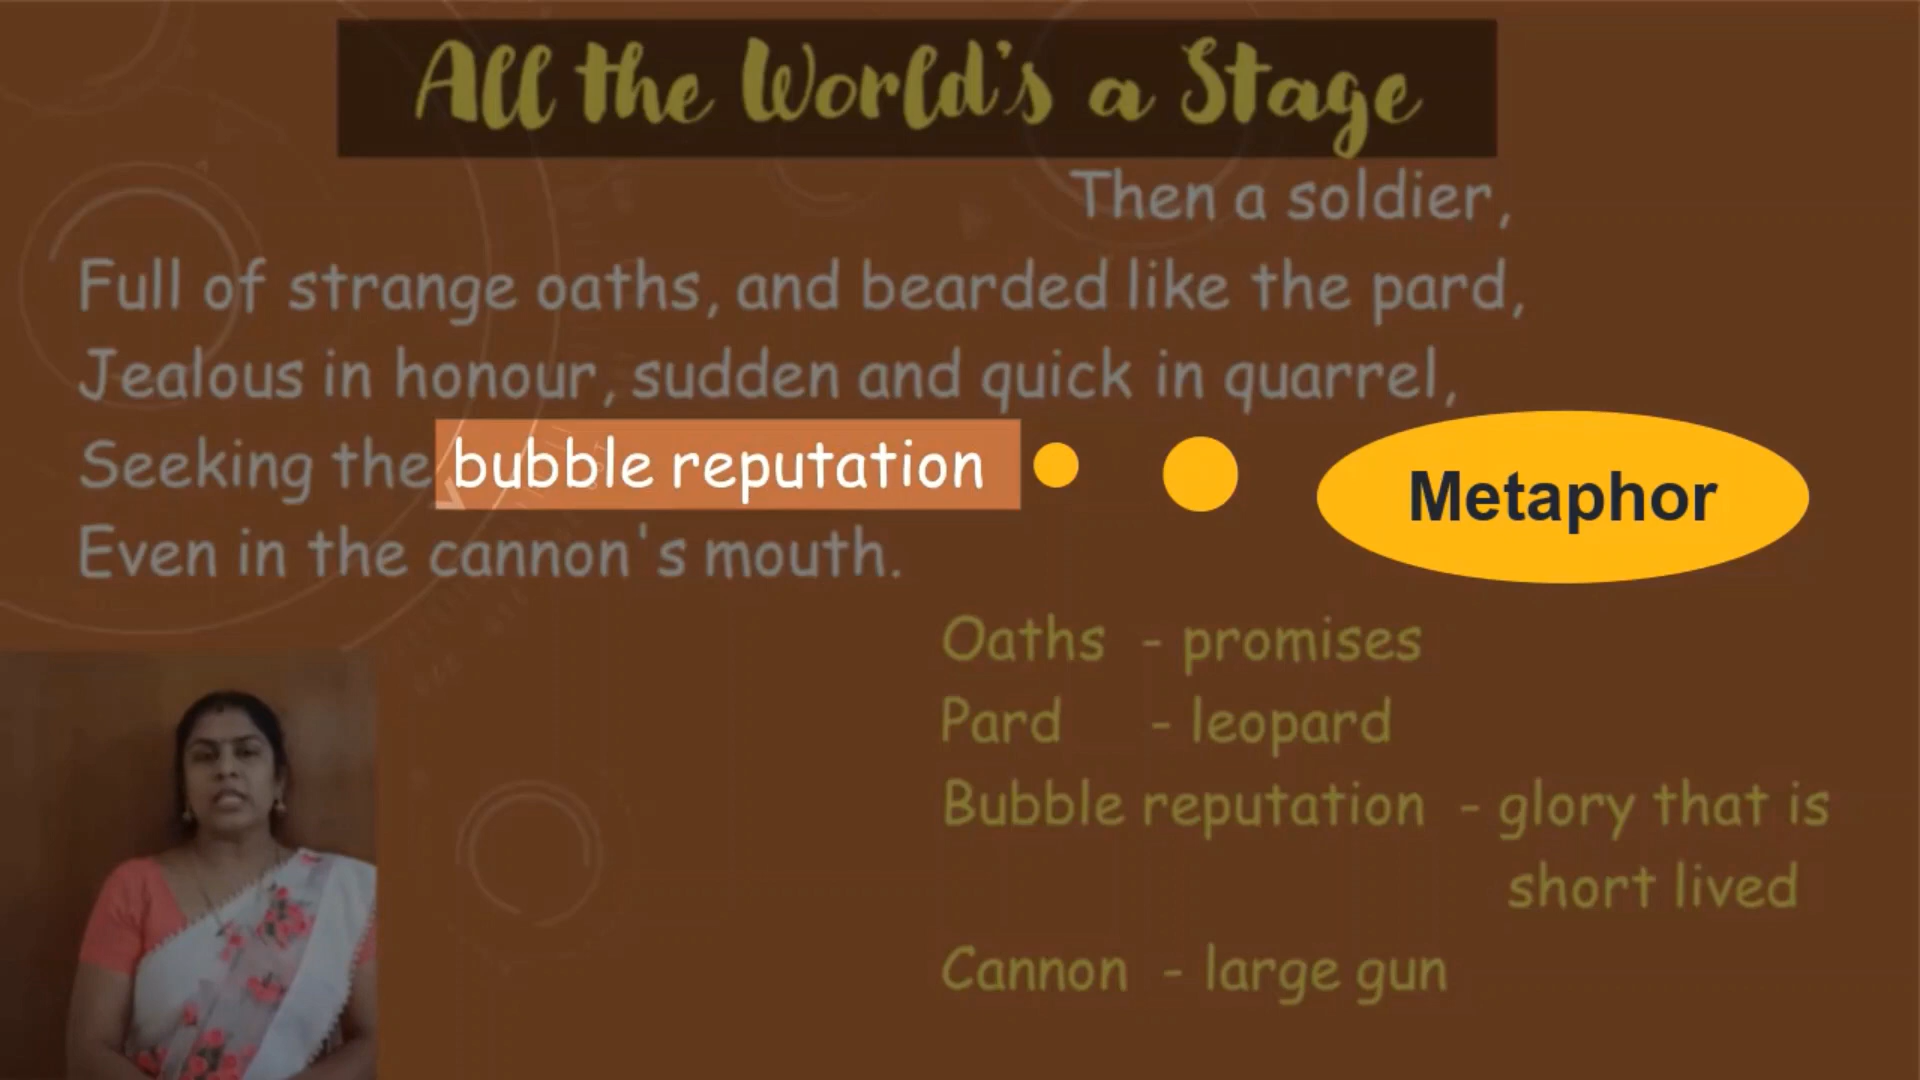 All the World's a Stage
Then a soldier,
Full of strange oaths, and bearded like the pard,
Jealous in honour, sudden and quick in quarrel,
Seeking the bubble reputation
Metaphor
Even in the cannon's mouth.
Oaths - promises
Pard - leopard
Bubble reputation - glory that is
short lived
Cannon - large gun